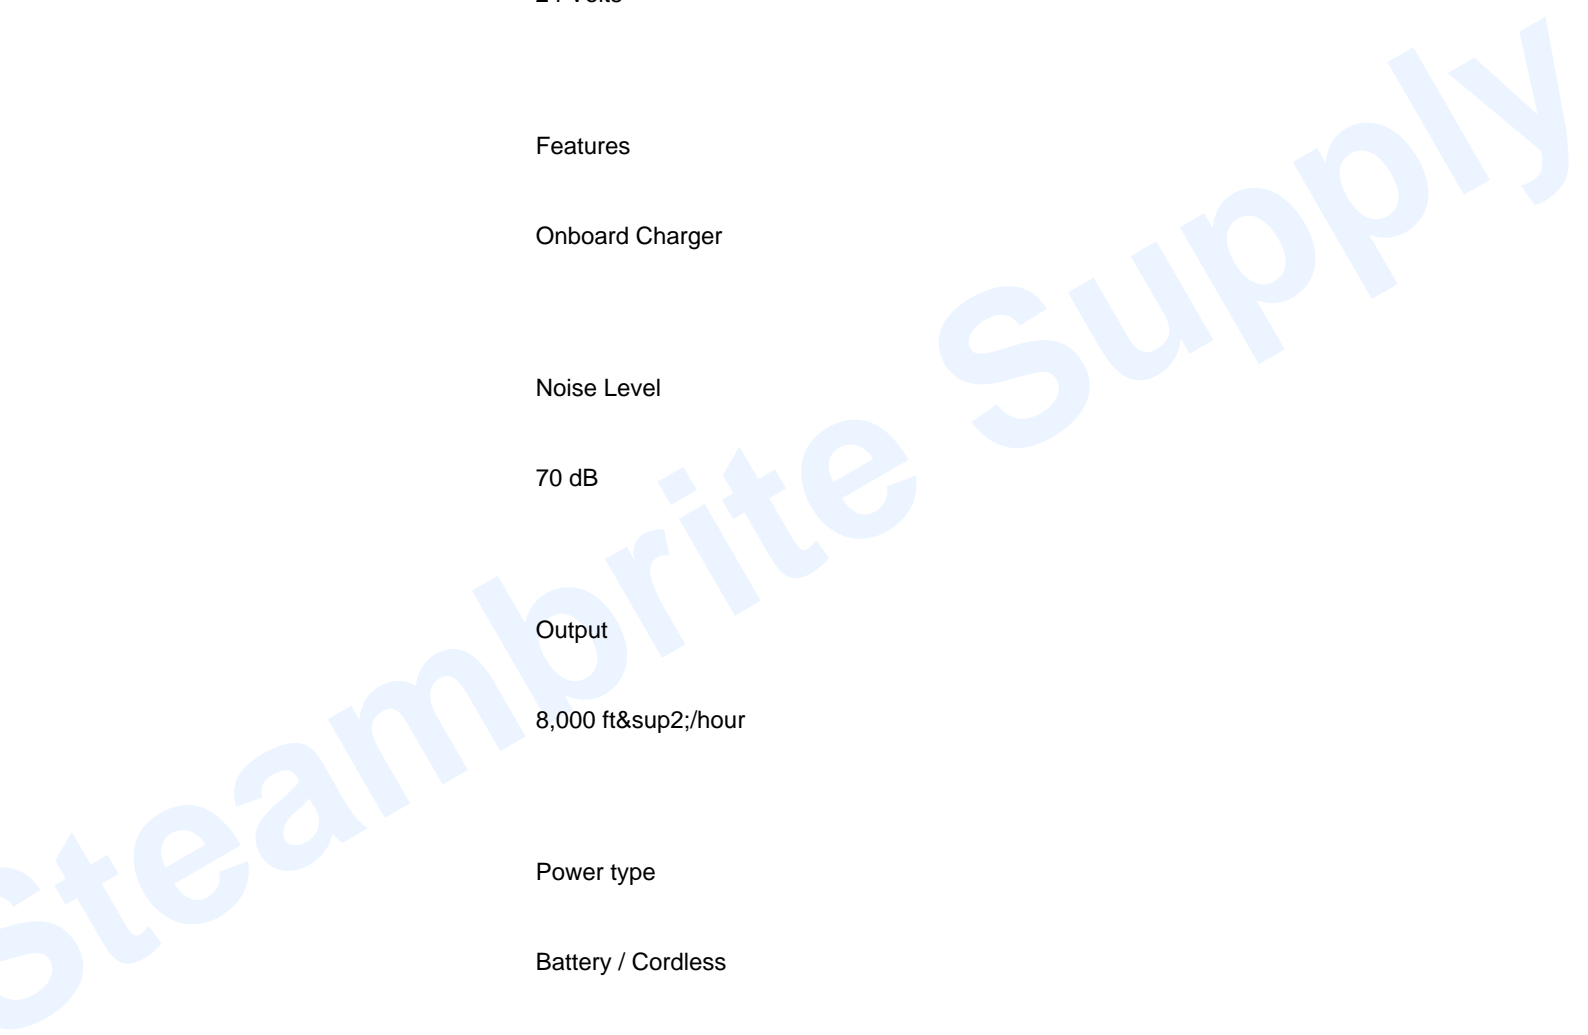 Features
Onboard Charger
Noise Level
70 dB
Output
8,000 ft&sup2;/hour
Power type
Battery / Cordless
Steambrite Supply